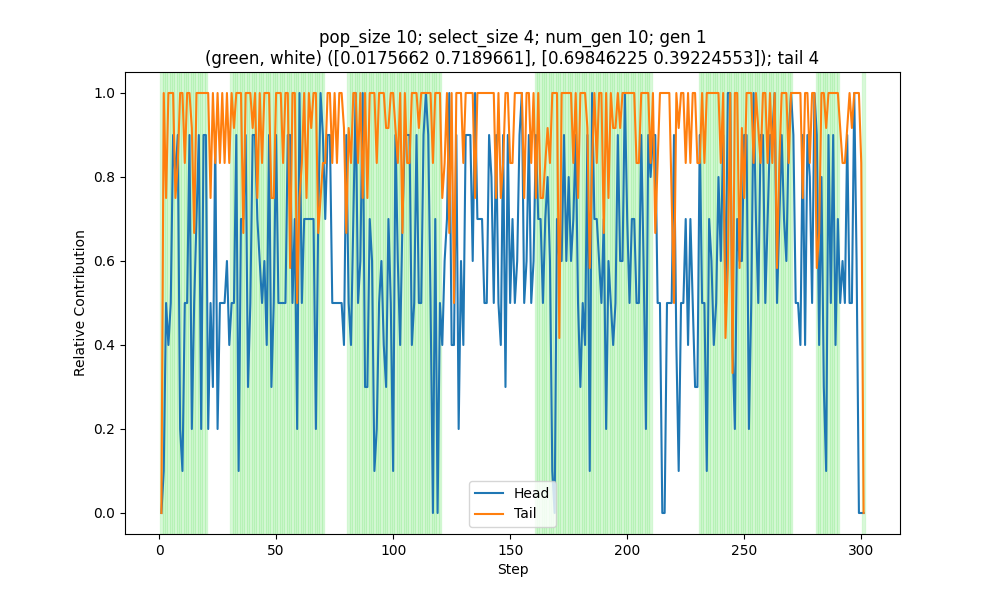 pop_size 10; select_size 4; num_gen 10; gen 1
(green, white) ([0.0175662 0.7189661], [0.69846225 0.39224553]); tail 4
1.0
0.8
0.6
0.4
0.2
0.0
Relative Contribution
Head
Tail
0 50 100 150 200 250 300
Step